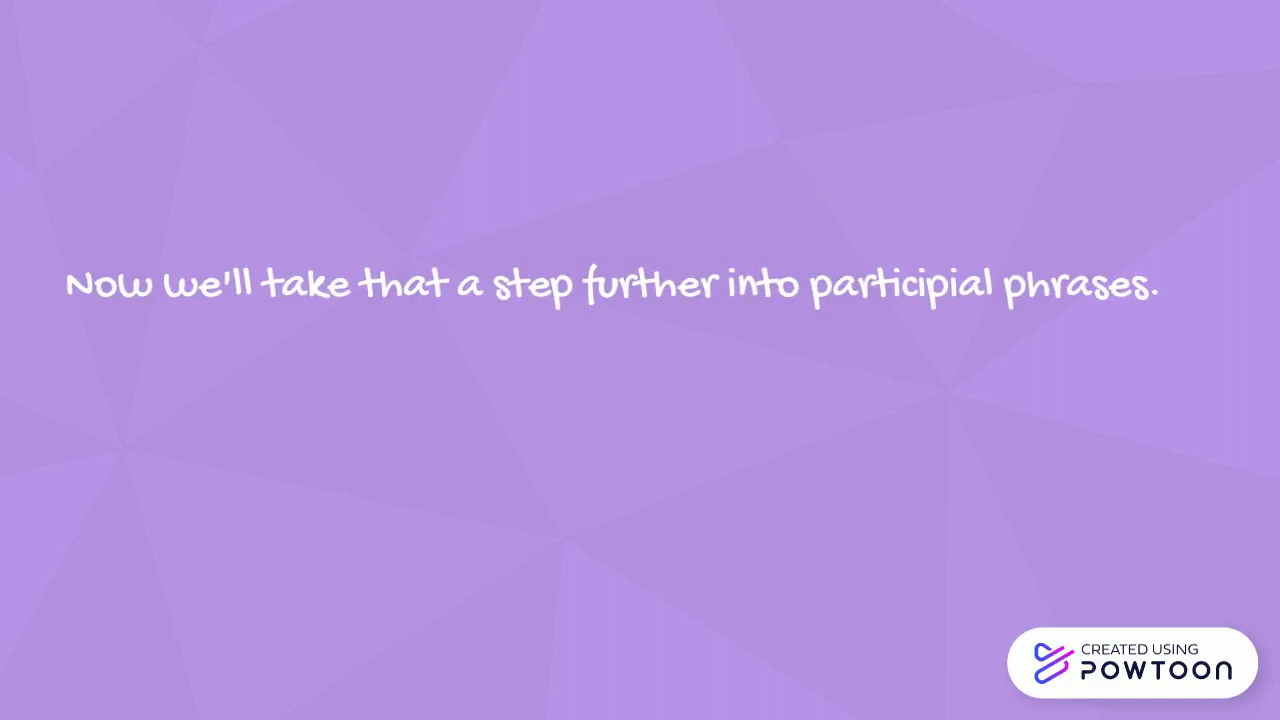 Now we'll take that a step further into participial phrases.
CREATED USING
POWTOON